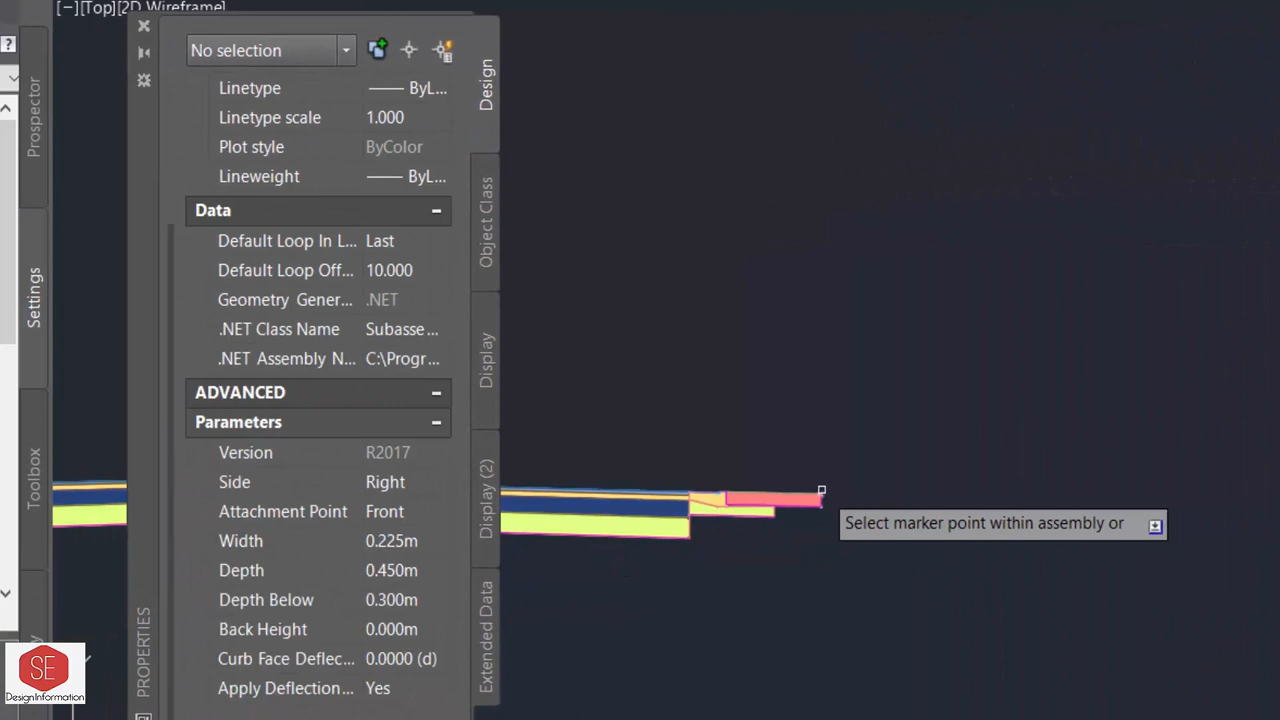 [−][Top][2D Wireframe]
?
No selection
Linetype
ByL...
Linetype scale
1.000
Plot style
ByColor
Lineweight
ByL...
Data
Default Loop In L...
Last
Default Loop Off...
10.000
Geometry Gener...
.NET
.NET Class Name
Subasse...
.NET Assembly N...
C:\Progr...
ADVANCED
Parameters
Version
R2017
Side
Right
Attachment Point
Front
Width
0.225m
Depth
0.450m
Depth Below
0.300m
Back Height
0.000m
Curb Face Deflec...
0.0000 (d)
Apply Deflection...
Yes
Design
Object Class
Display
Display (2)
Extended Data
PROPERTIES
Prospector
Settings
Toolbox
Select marker point within assembly or
SE
DesignInformation